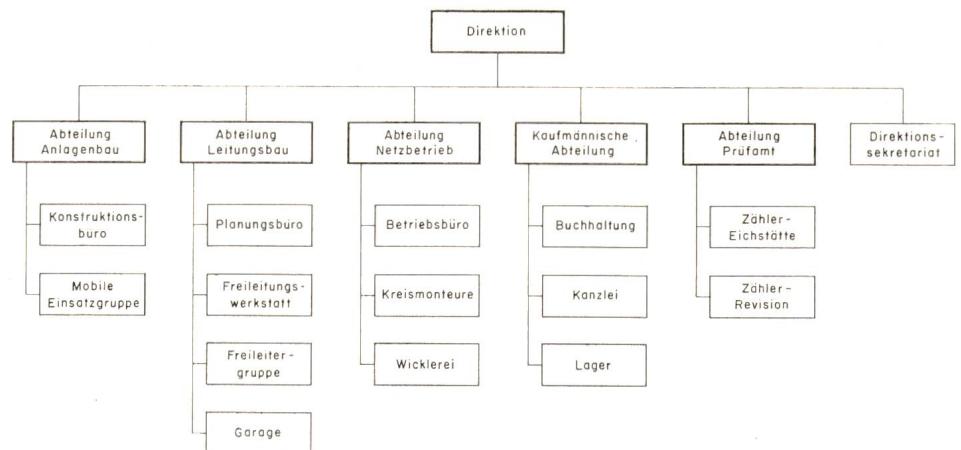 Direktion
Abteilung
Anlagenbau
Abteilung
Leitungsbau
Abteilung
Netzbetrieb
Kaufmännische
Abteilung
Abteilung
Prüfamt
Direktions-
sekretariat
Konstruktions-
büro
Planungsbüro
Betriebsbüro
Buchhaltung
Zähler-
Eichstätte
Mobile
Einsatzgruppe
Freileitungs-
werkstatt
Kreismonteure
Kanzlei
Zähler-
Revision
Freileiter-
gruppe
Wicklerei
Lager
Garage